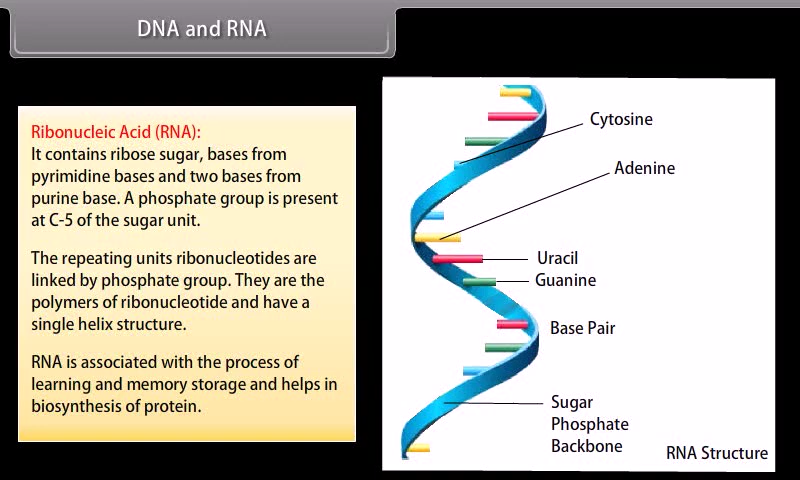 DNA and RNA
Ribonucleic Acid (RNA):
It contains ribose sugar, bases from
pyrimidine bases and two bases from
purine base. A phosphate group is present
at C-5 of the sugar unit.
The repeating units ribonucleotides are
linked by phosphate group. They are the
polymers of ribonucleotide and have a
single helix structure.
RNA is associated with the process of
learning and memory storage and helps in
biosynthesis of protein.
Cytosine
Adenine
Uracil
Guanine
Base Pair
Sugar
Phosphate
Backbone
RNA Structure